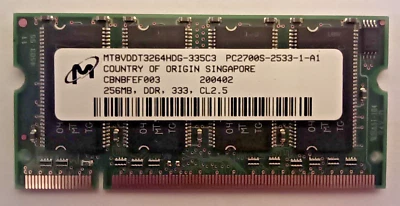 MT8VDDT3264HDG-335C3 PC2700S-2533-1-A1
COUNTRY OF ORIGIN SINGAPORE
CBNBFEF003 200402
256MB, DDR, 333, CL2.5